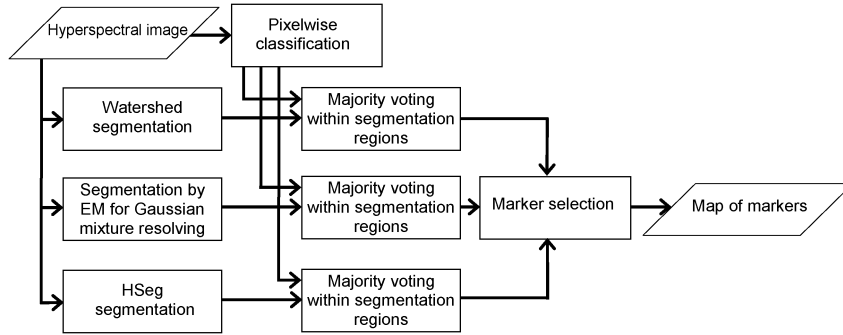 Hyperspectral image
Pixelwise
classification
Watershed
segmentation
Majority voting
within segmentation
regions
Segmentation by
EM for Gaussian
mixture resolving
Majority voting
within segmentation
regions
Marker selection
Map of markers
HSeg
segmentation
Majority voting
within segmentation
regions